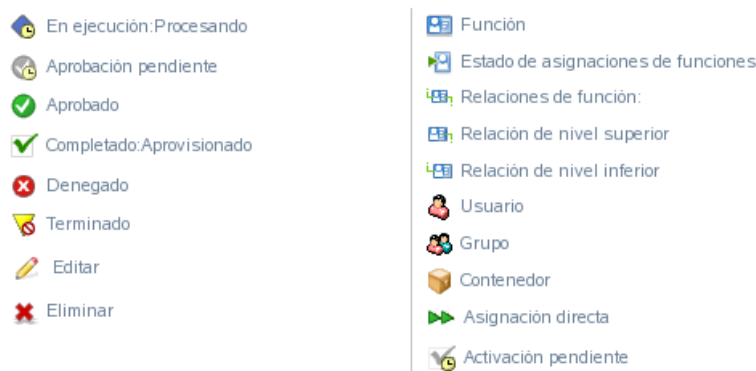 En ejecución:Procesando
Aprobación pendiente
Aprobado
Completado:Aprovisionado
Denegado
Terminado
Editar
Eliminar
Función
Estado de asignaciones de funciones
Relaciones de función:
Relación de nivel superior
Relación de nivel inferior
Usuario
Grupo
Contenedor
Asignación directa
Activación pendiente